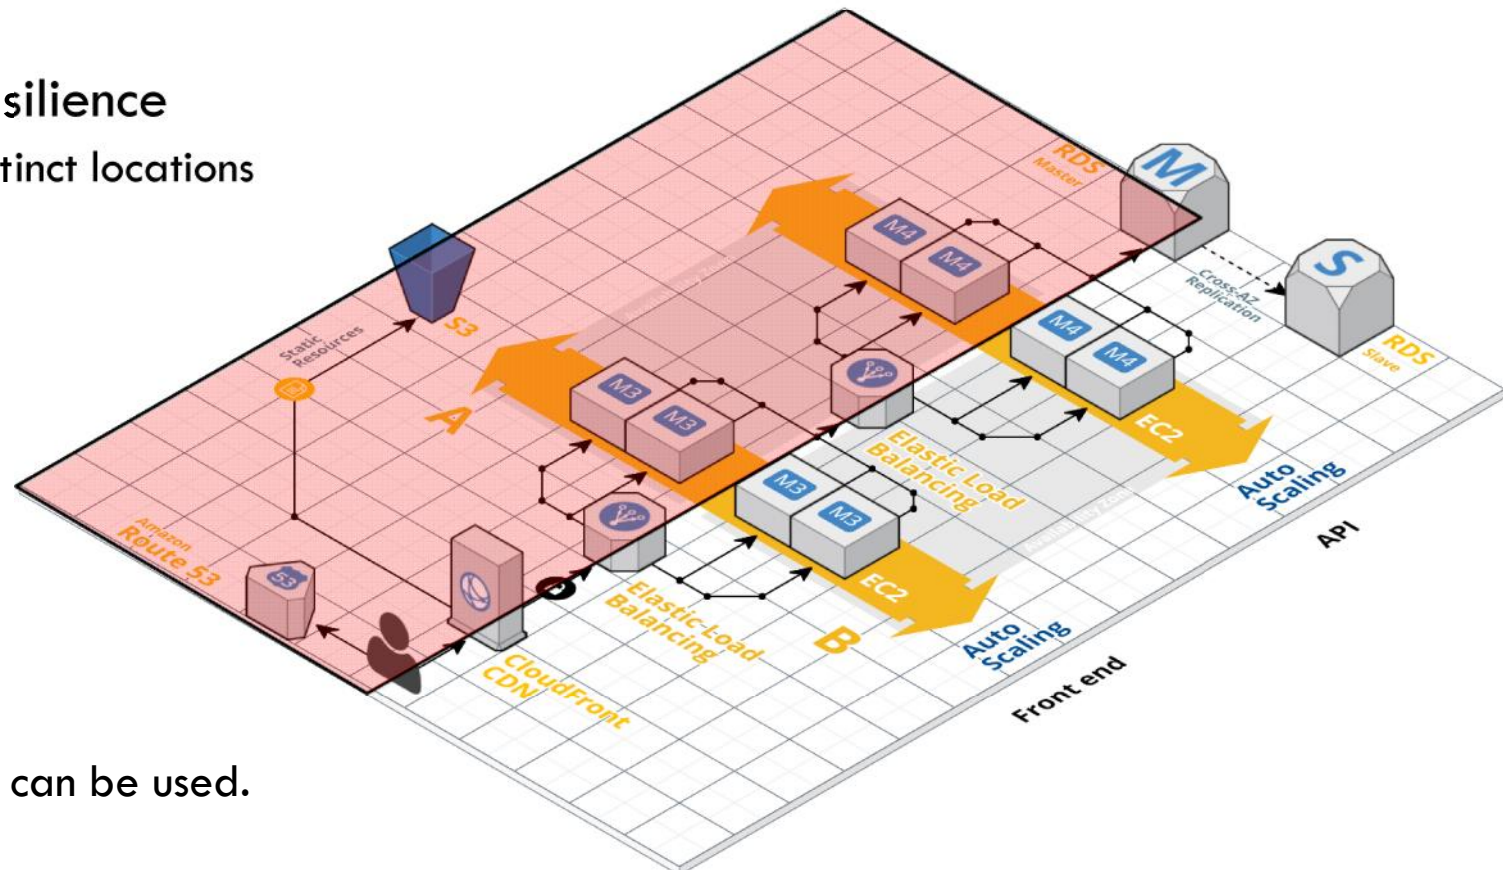 silience
tinct locations
RDS
Master
M
M4
M4
S
Cross-AZ
Replication
RDS
Slave
M4
M4
S3
Static
Resources
A
M3
M3
EC2
Auto
Scaling
Elastic Load
Balancing
API
M3
M3
Availability Zone
Amazon
Route 53
53
EC2
Auto
Scaling
Elastic Load
Balancing
B
CloudFront
CDN
Front end
can be used.